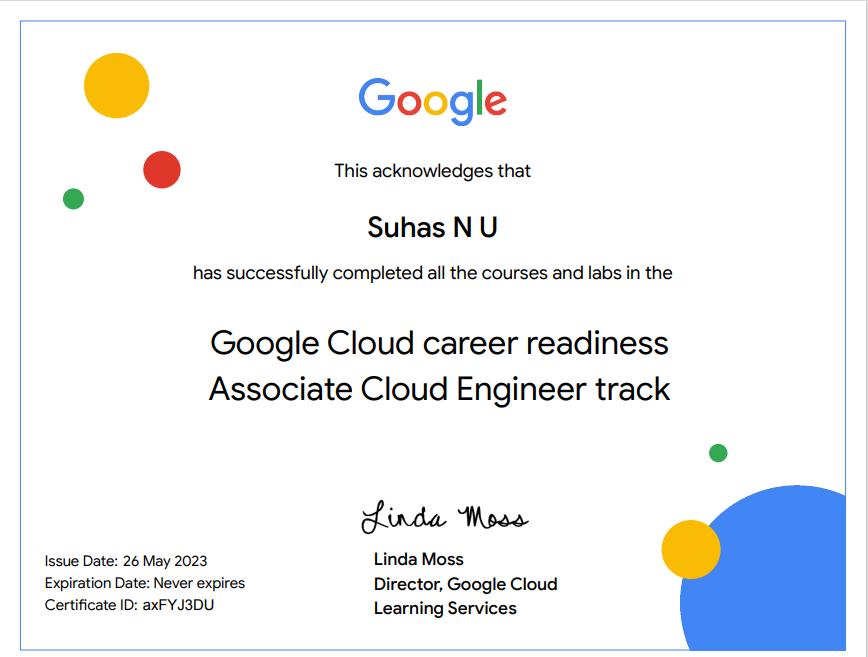 Google
This acknowledges that
Suhas N U
has successfully completed all the courses and labs in the
Google Cloud career readiness
Associate Cloud Engineer track
Linda Moss
Issue Date: 26 May 2023
Expiration Date: Never expires
Certificate ID: axFYJ3DU
Linda Moss
Director, Google Cloud
Learning Services